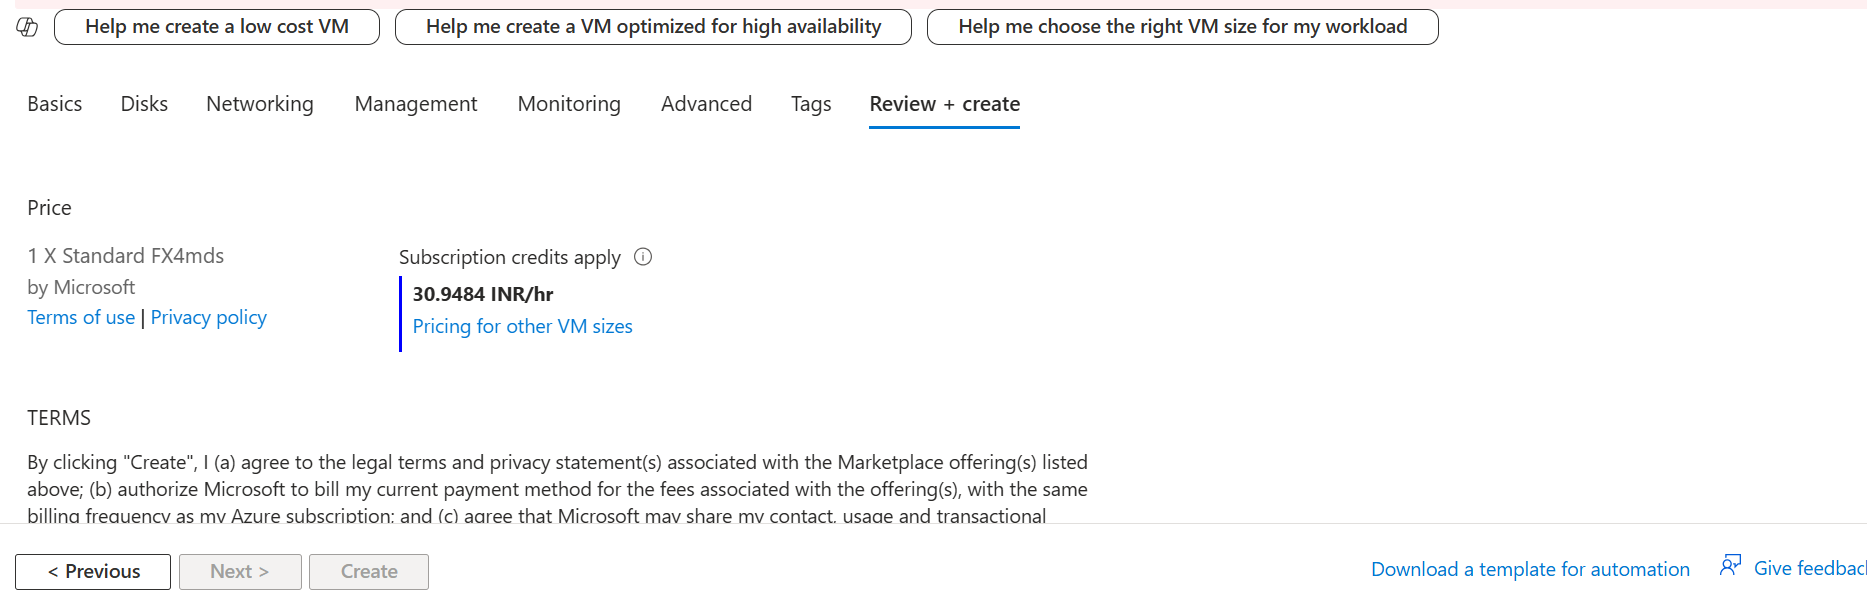 Help me create a low cost VM
Help me create a VM optimized for high availability
Help me choose the right VM size for my workload
Basics
Disks
Networking
Management
Monitoring
Advanced
Tags
Review + create
Price
1 X Standard FX4mds
by Microsoft
Terms of use | Privacy policy
Subscription credits apply
30.9484 INR/hr
Pricing for other VM sizes
TERMS
By clicking "Create", I (a) agree to the legal terms and privacy statement(s) associated with the Marketplace offering(s) listed
above; (b) authorize Microsoft to bill my current payment method for the fees associated with the offering(s), with the same
billing frequency as my Azure subscription; and (c) agree that Microsoft may share my contact, usage and transactional
< Previous
Next >
Create
Download a template for automation
Give feedback